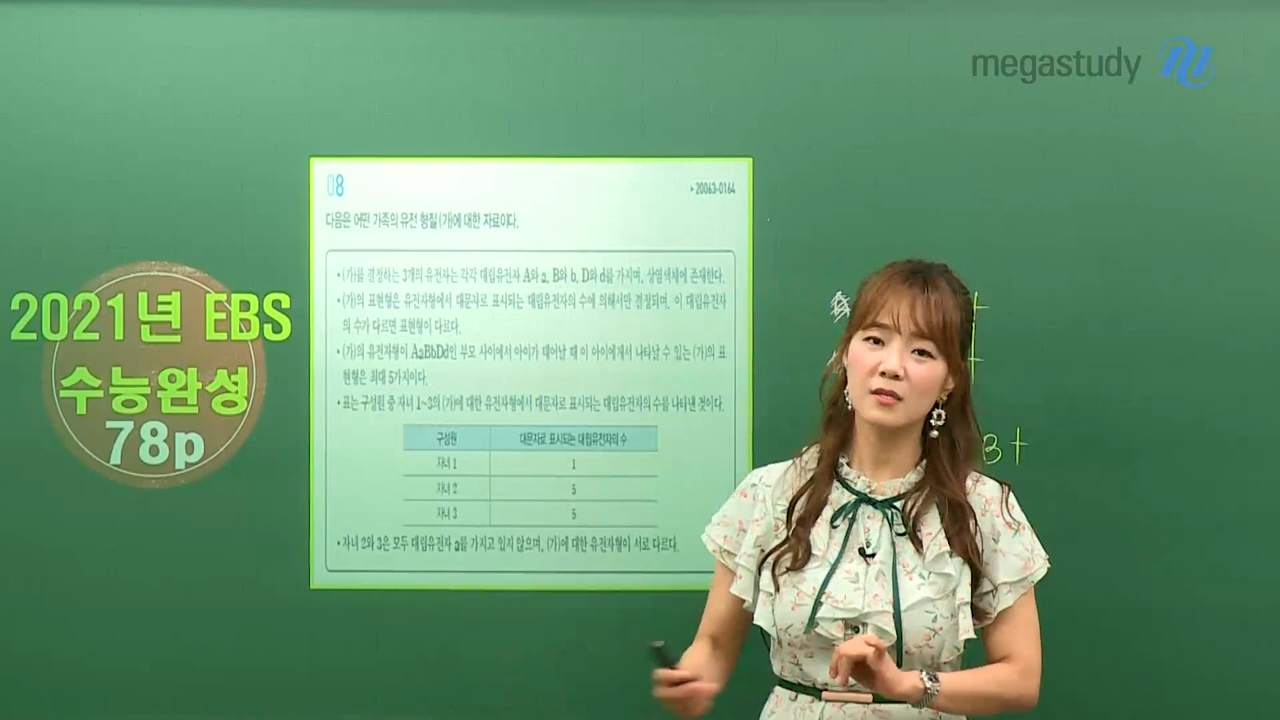 megastudy
08
▸20063-0164
다음은 어떤 가족의 유전 형질 (가)에 대한 자료이다.
• (가)를 결정하는 3개의 유전자는 각각 대립유전자 A와 a, B와 b, D와 d를 가지며, 상염색체에 존재한다.
• (가)의 표현형은 유전자형에서 대문자로 표시되는 대립유전자의 수에 의해서만 결정되며, 이 대립유전자
의 수가 다르면 표현형이 다르다.
• (가)의 유전자형이 AaBbDd인 부모 사이에서 아이가 태어날 때 이 아이에게서 나타날 수 있는 (가)의 표
현형은 최대 5가지이다.
• 표는 구성원 중 자녀 1~3의 (가)에 대한 유전자형에서 대문자로 표시되는 대립유전자의 수를 나타낸 것이다.
구성원 대문자로 표시되는 대립유전자의 수
자녀 1 1
자녀 2 5
자녀 3 5
• 자녀 2와 3은 모두 대립유전자 a를 가지고 있지 않으며, (가)에 대한 유전자형이 서로 다르다.
2021년 EBS
수능완성
78p